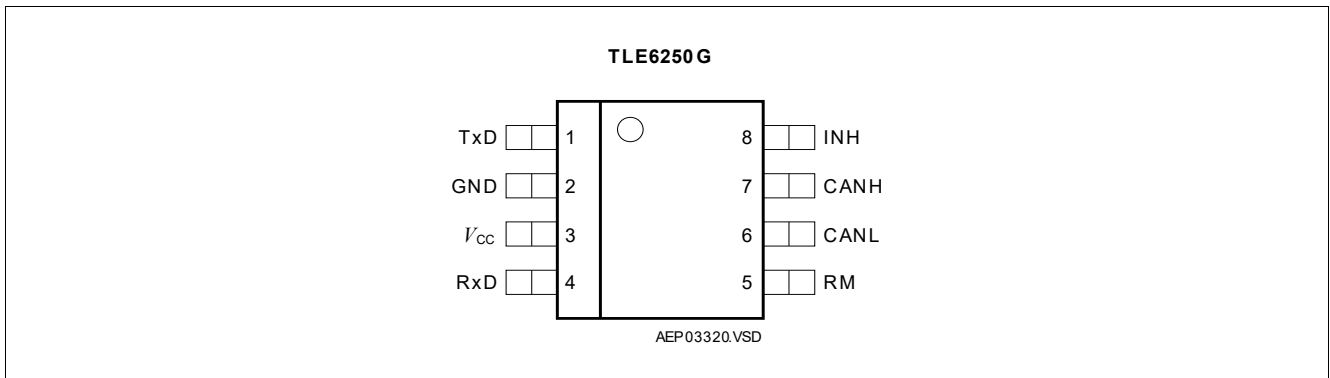 TLE6250 G
TxD 1 8 INH
GND 2 7 CANH
VCC 3 6 CANL
RxD 4 5 RM
AEP03320.VSD